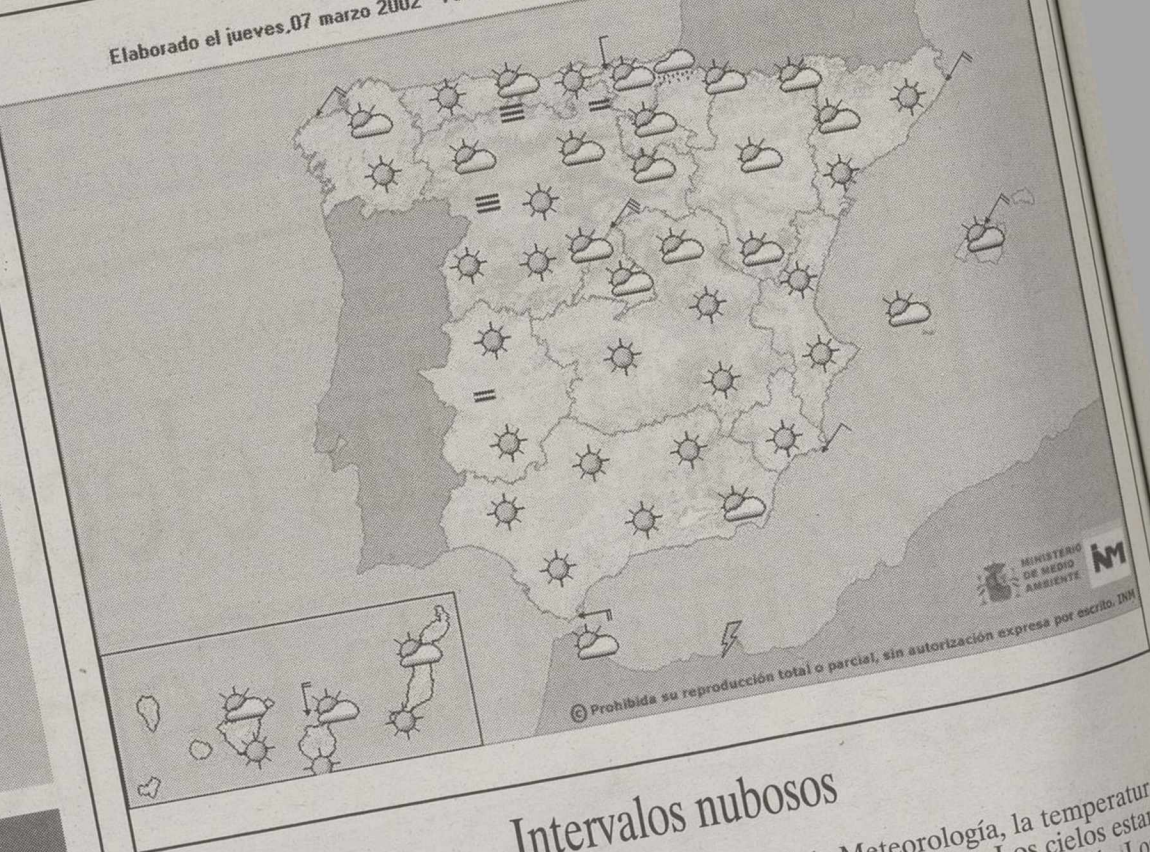 Elaborado el jueves,07 marzo 2002
MINISTERIO
DE MEDIO
AMBIENTE
INM
© Prohibida su reproducción total o parcial, sin autorización expresa por escrito. INM
Intervalos nubosos
Meteorología, la temperatur
Los cielos estar